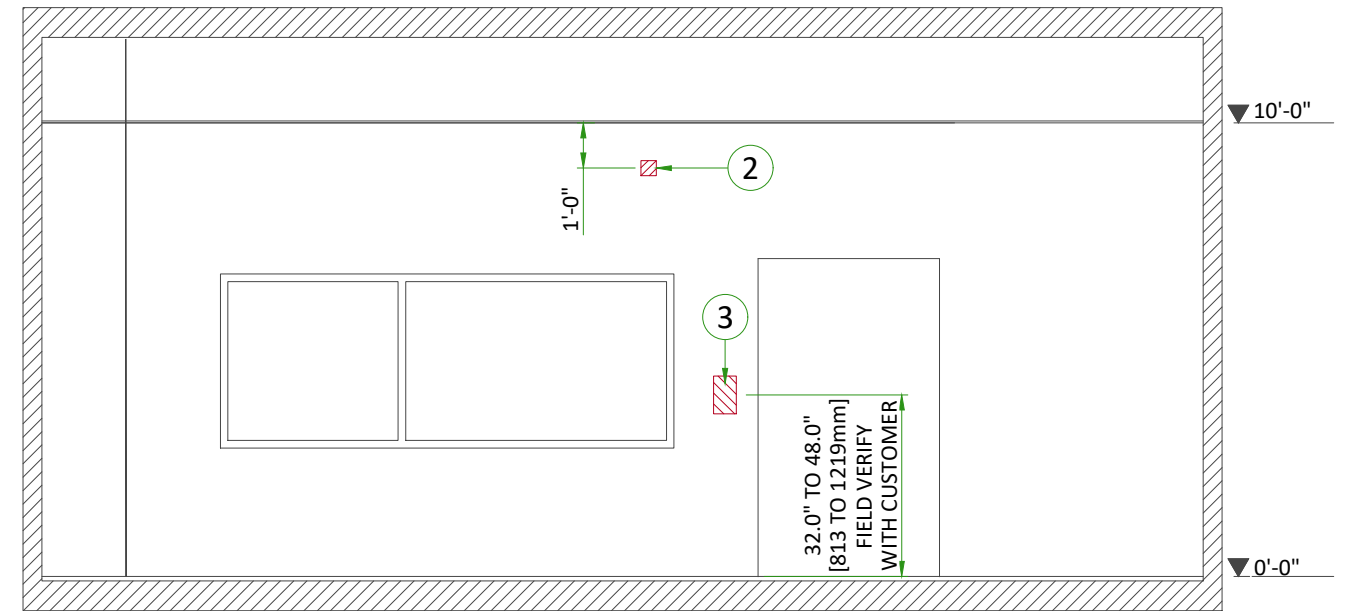 10'-0"
2
1'-0"
3
32.0" TO 48.0"
[813 TO 1219mm]
FIELD VERIFY
WITH CUSTOMER
0'-0"